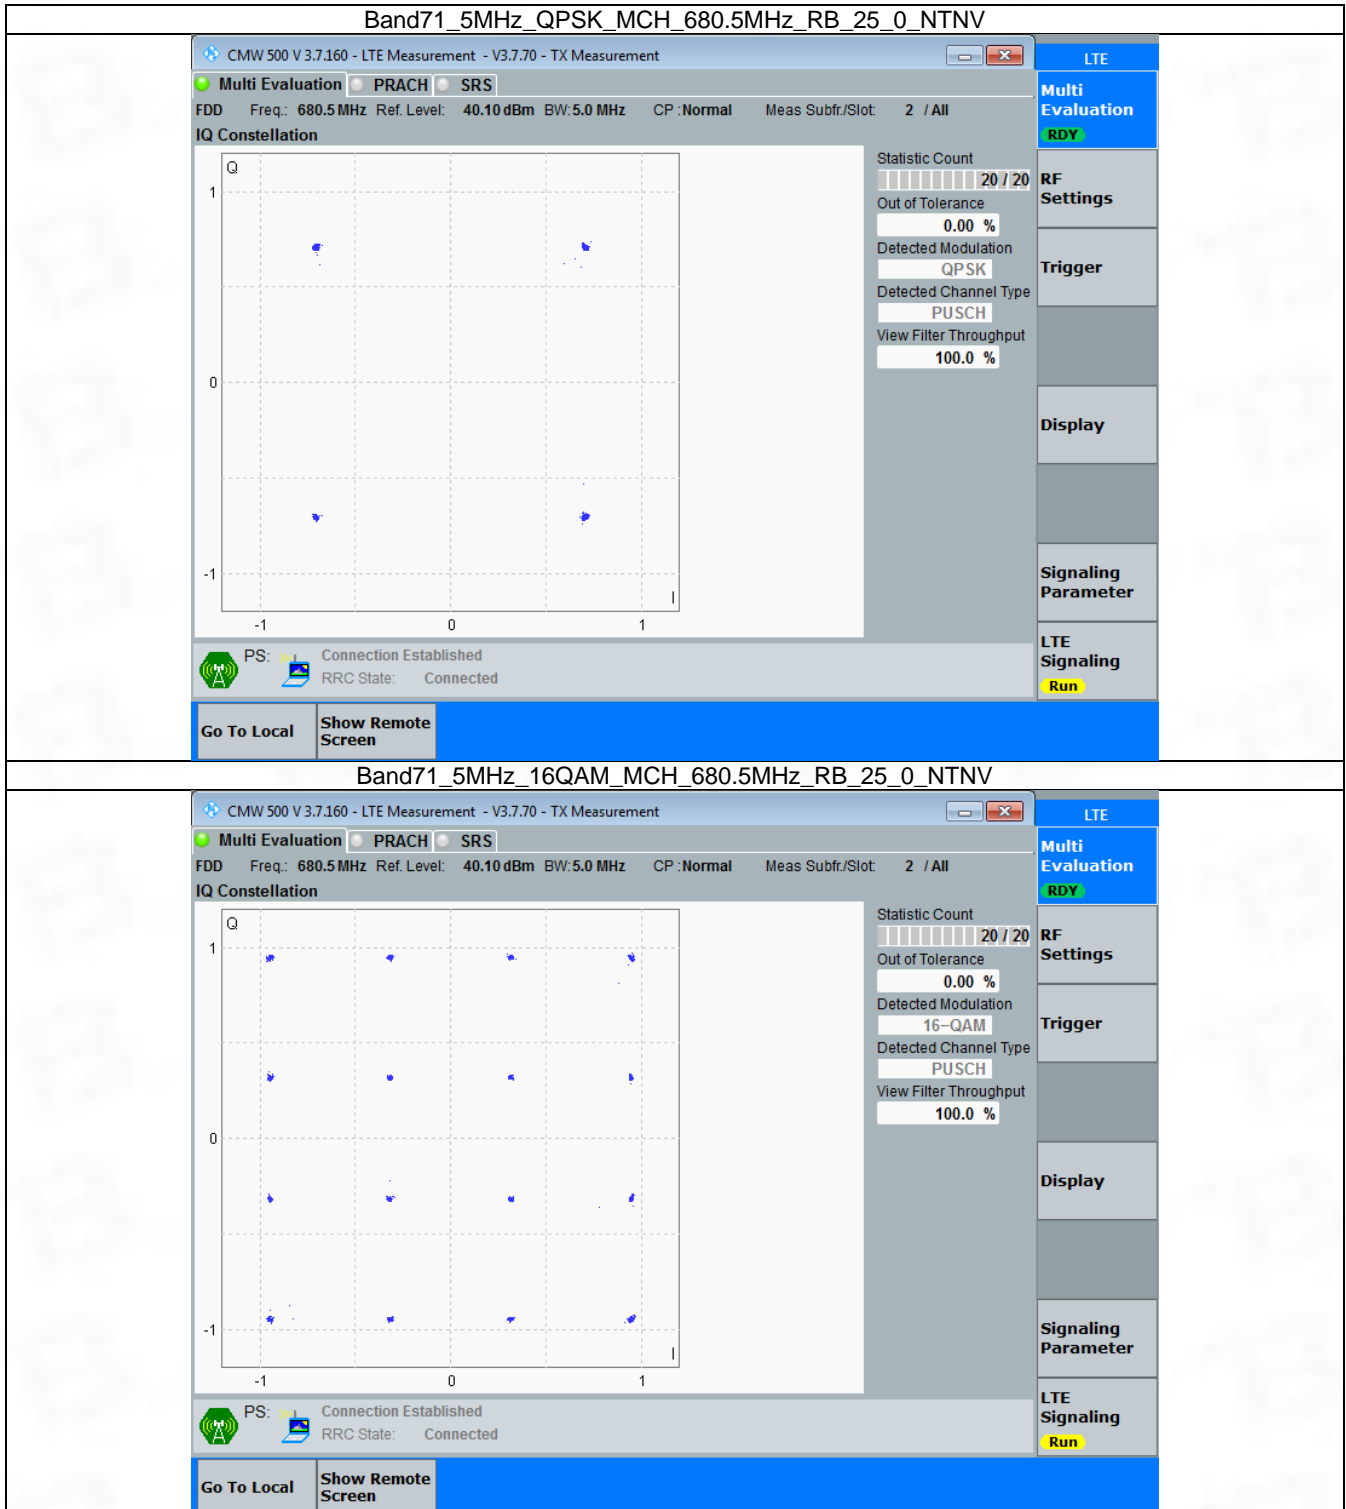 Band71_5MHz_QPSK_MCH_680.5MHz_RB_25_0_NTNV
CMW 500 V 3.7.160 - LTE Measurement - V3.7.70 - TX Measurement
LTE
Multi Evaluation PRACH SRS
FDD Freq.: 680.5 MHz Ref. Level: 40.10 dBm BW: 5.0 MHz CP : Normal Meas Subfr./Slot: 2 / All
IQ Constellation
Q
1
0
-1
I
-1 0 1
Statistic Count
20 / 20
Out of Tolerance
0.00 %
Detected Modulation
QPSK
Detected Channel Type
PUSCH
View Filter Throughput
100.0 %
Multi
Evaluation
RDY
RF
Settings
Trigger
Display
Signaling
Parameter
LTE
Signaling
Run
PS: Connection Established
RRC State: Connected
Go To Local
Show Remote
Screen
Band71_5MHz_16QAM_MCH_680.5MHz_RB_25_0_NTNV
CMW 500 V 3.7.160 - LTE Measurement - V3.7.70 - TX Measurement
LTE
Multi Evaluation PRACH SRS
FDD Freq.: 680.5 MHz Ref. Level: 40.10 dBm BW: 5.0 MHz CP : Normal Meas Subfr./Slot: 2 / All
IQ Constellation
Q
1
0
-1
I
-1 0 1
Statistic Count
20 / 20
Out of Tolerance
0.00 %
Detected Modulation
16-QAM
Detected Channel Type
PUSCH
View Filter Throughput
100.0 %
Multi
Evaluation
RDY
RF
Settings
Trigger
Display
Signaling
Parameter
LTE
Signaling
Run
PS: Connection Established
RRC State: Connected
Go To Local
Show Remote
Screen